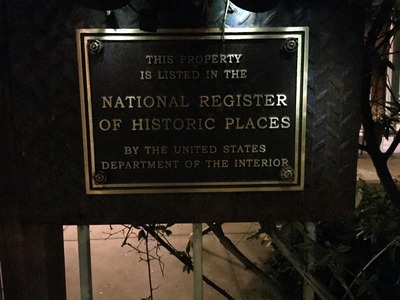 THIS PROPERTY
IS LISTED IN THE
NATIONAL REGISTER
OF HISTORIC PLACES
BY THE UNITED STATES
DEPARTMENT OF THE INTERIOR